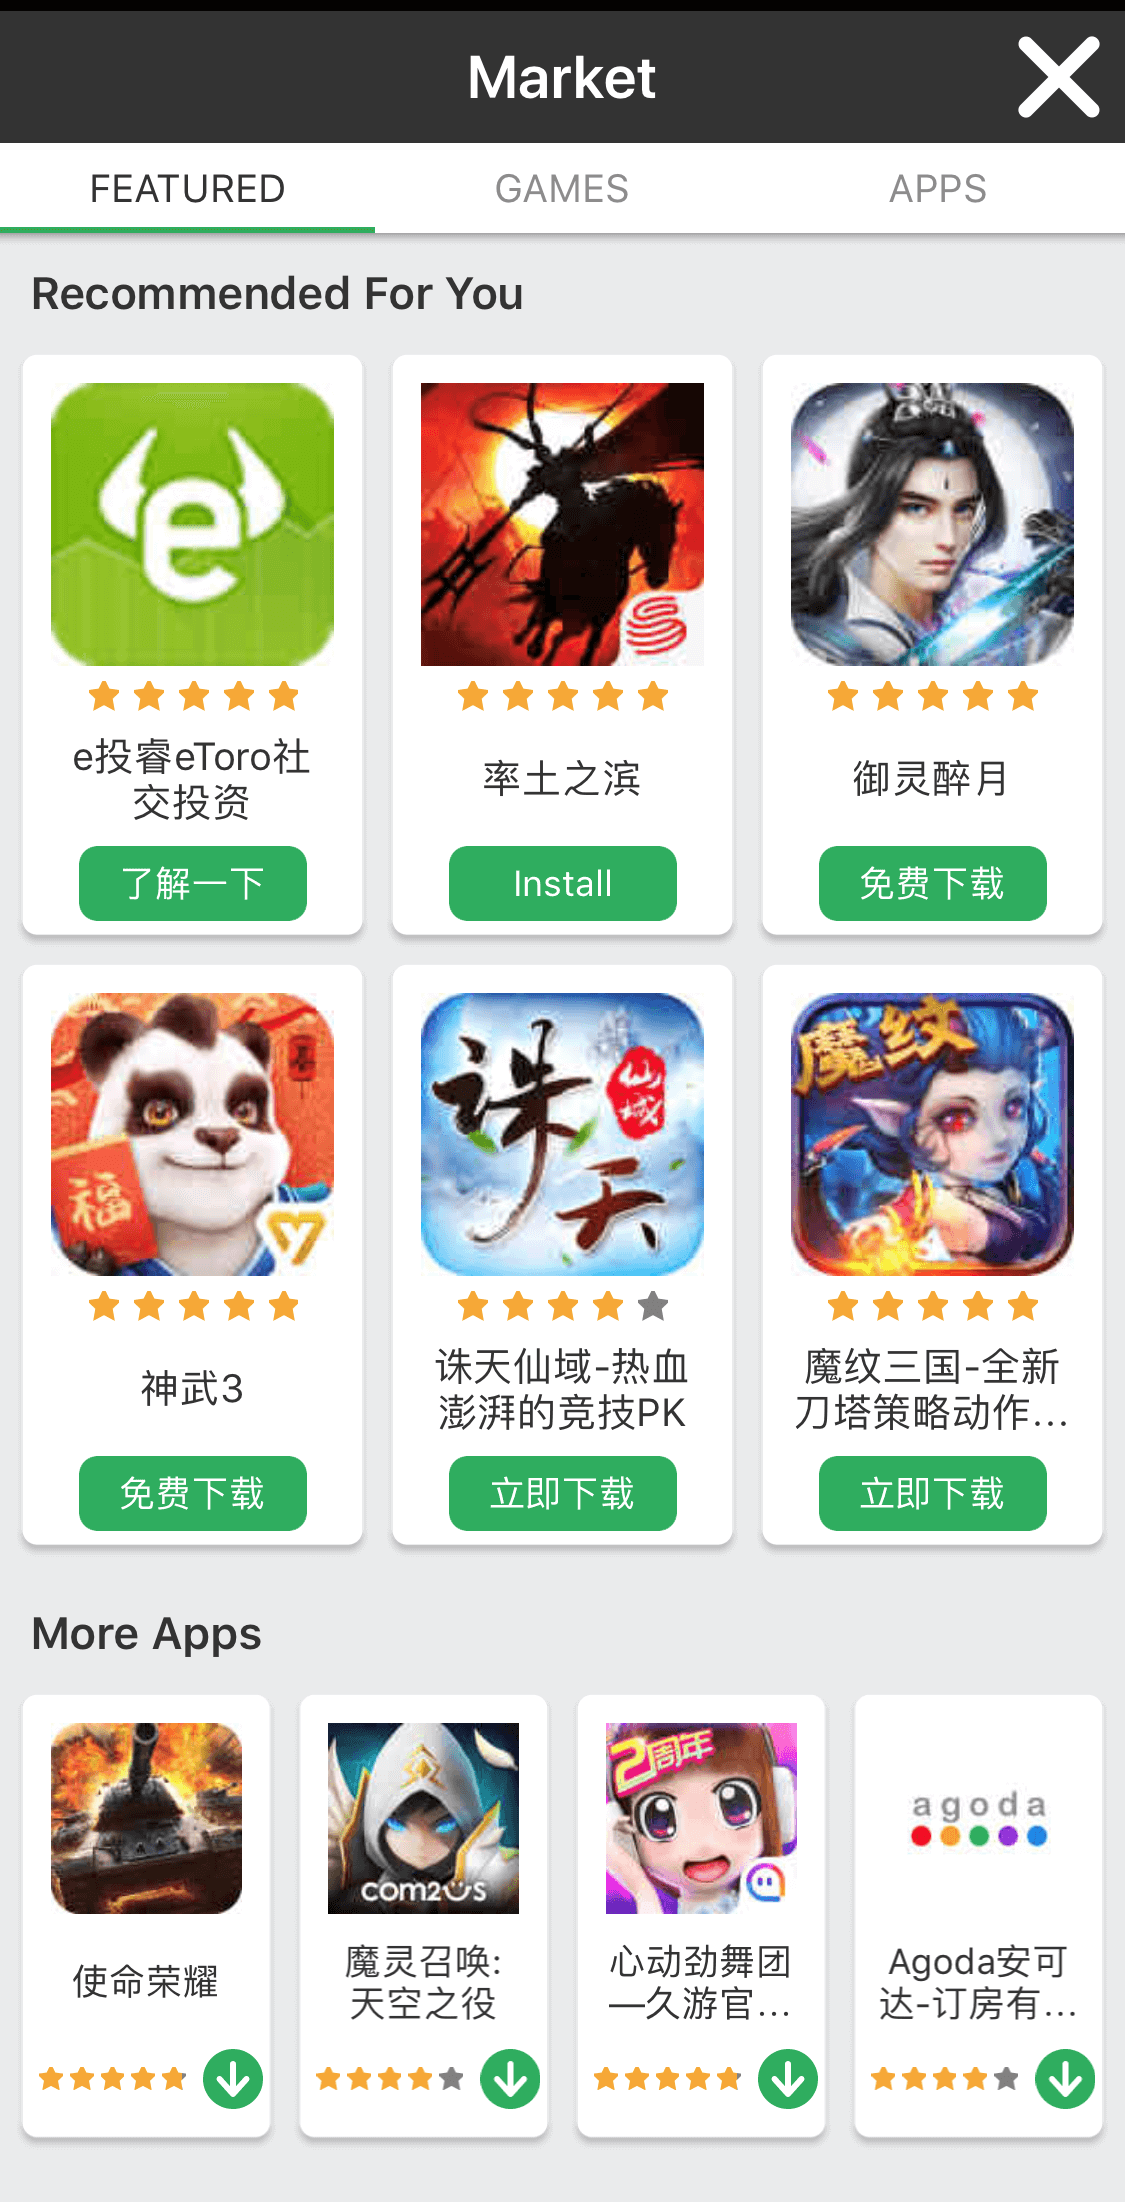 Market
FEATURED
GAMES
APPS
Recommended For You
e
e投睿eToro社
交投资
了解一下
率土之滨
Install
御灵醉月
免费下载
福
神武3
免费下载
诛天
仙域
诛天仙域-热血
澎湃的竞技PK
立即下载
魔纹
魔纹三国-全新
刀塔策略动作...
立即下载
More Apps
使命荣耀
com2us
魔灵召唤:
天空之役
2周年
心动劲舞团
—久游官...
agoda
Agoda安可
达-订房有...